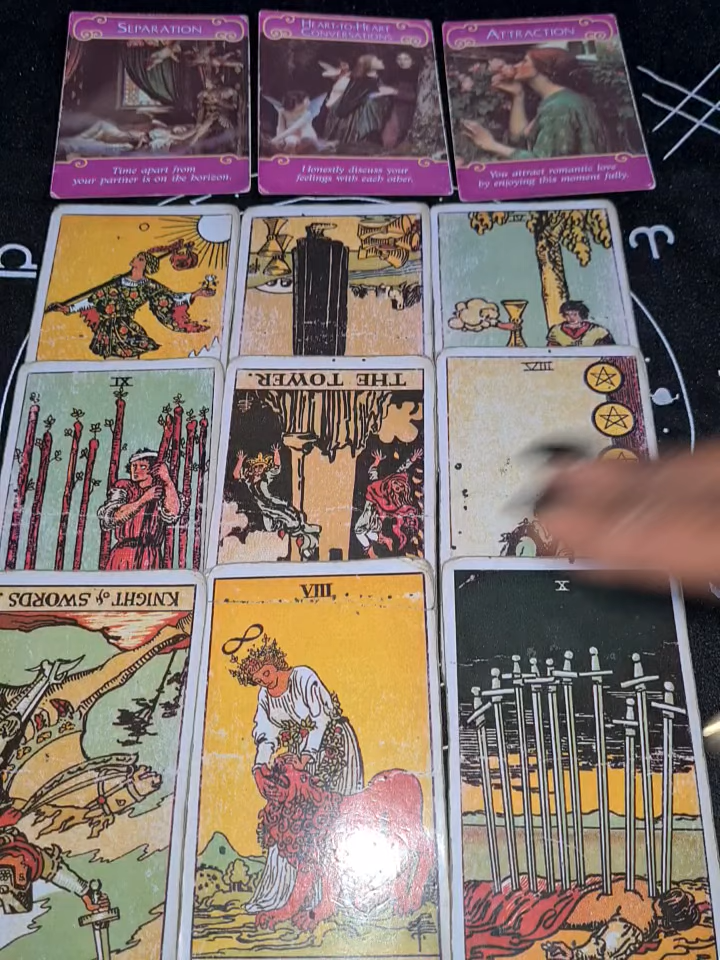 SEPARATION
Time apart from
your partner is on the horizon.
HEART-TO-HEART
CONVERSATIONS
Honestly discuss your
feelings with each other.
ATTRACTION
You attract romantic love
by enjoying this moment fully.
IX
THE TOWER.
KNIGHT of SWORDS.
VIII
X